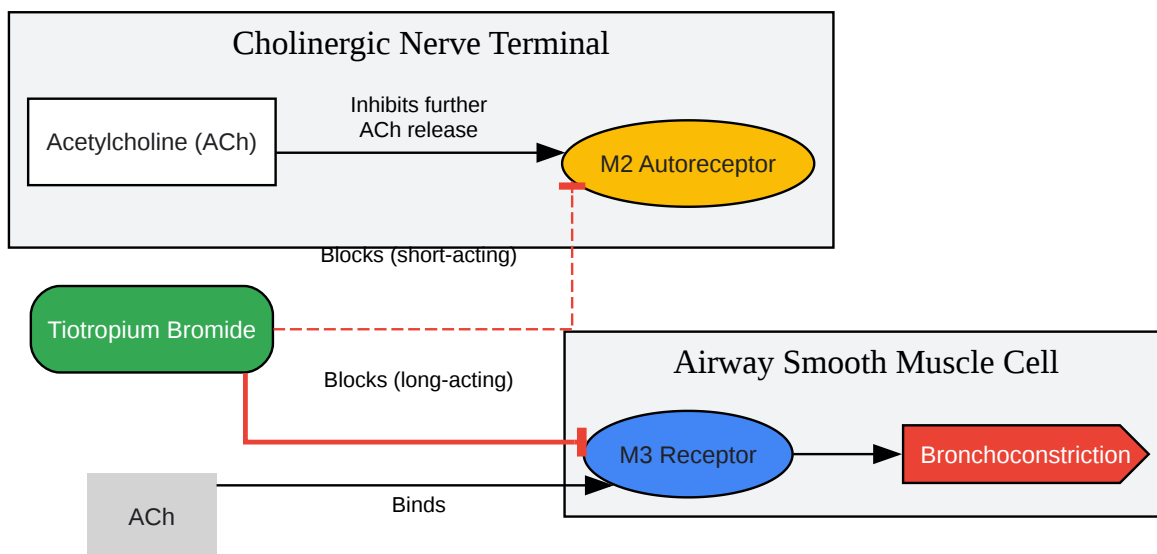 Cholinergic Nerve Terminal
Inhibits further
ACh release
Acetylcholine (ACh)
M2 Autoreceptor
Blocks (short-acting)
Tiotropium Bromide
Airway Smooth Muscle Cell
Blocks (long-acting)
M3 Receptor
Bronchoconstriction
Binds
ACh